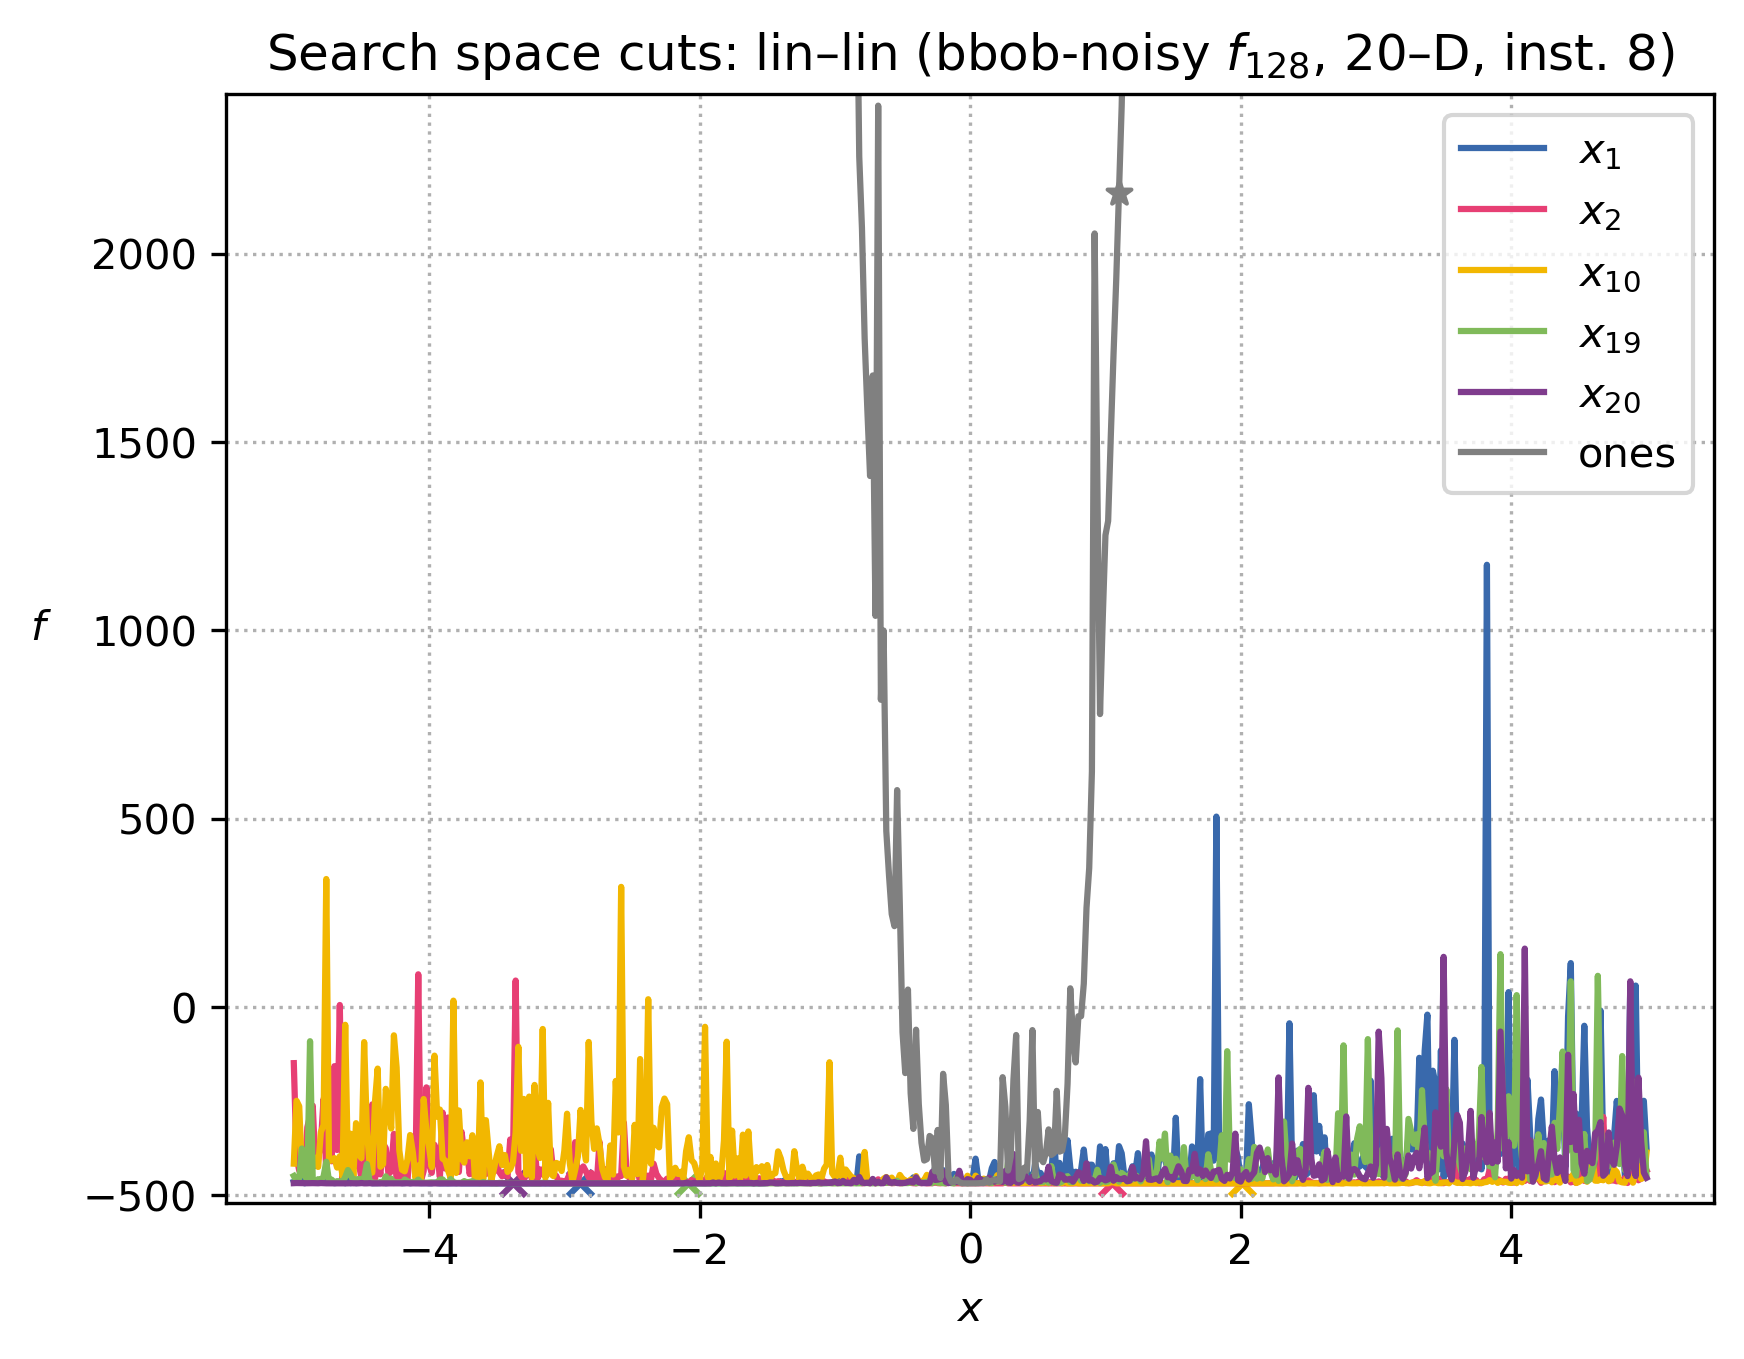 Search space cuts: lin–lin (bbob-noisy f₁₂₈, 20–D, inst. 8)
x₁
x₂
x₁₀
x₁₉
x₂₀
ones
2000
1500
1000
500
0
−500
f
−4
−2
0
2
4
x